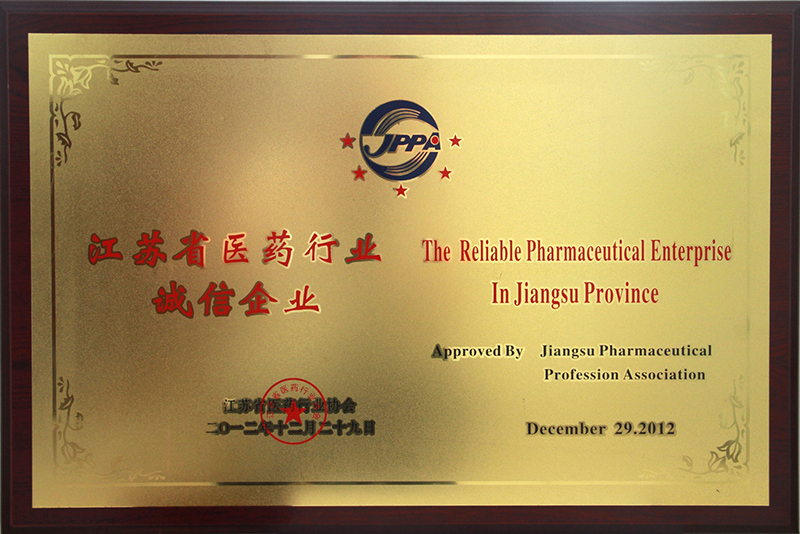 JPPA
江苏省医药行业
诚信企业
The Reliable Pharmaceutical Enterprise
In Jiangsu Province
Approved By Jiangsu Pharmaceutical
Profession Association
江苏省医药行业协会
二〇一二年十二月二十九日
December 29.2012